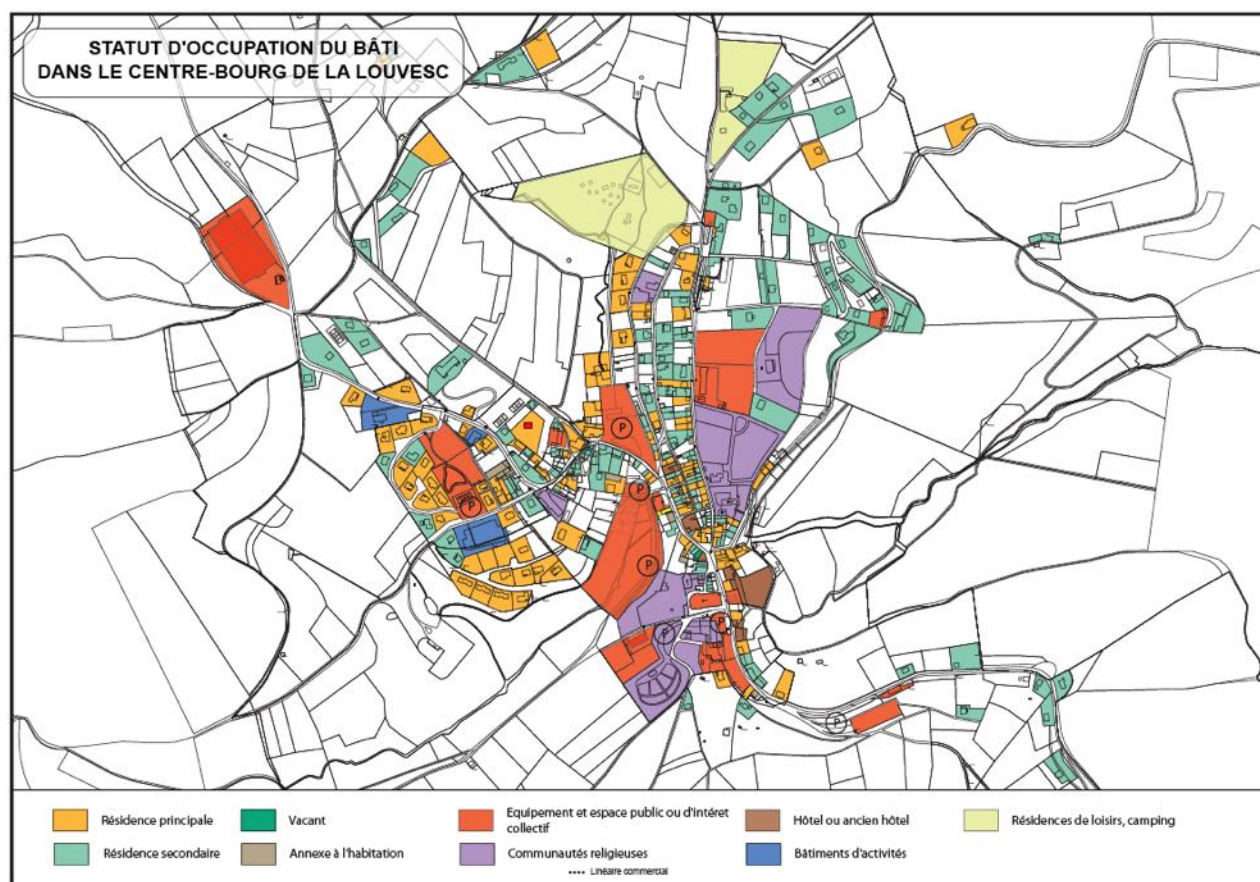 STATUT D'OCCUPATION DU BÂTI
DANS LE CENTRE-BOURG DE LA LOUVESC
P
P
P
P
P
P
P
Résidence principale
Vacant
Equipement et espace public ou d'intéret
collectif
Hôtel ou ancien hôtel
Résidences de loisirs, camping
Résidence secondaire
Annexe à l'habitation
Communautés religieuses
Bâtiments d'activités
Linéaire commercial